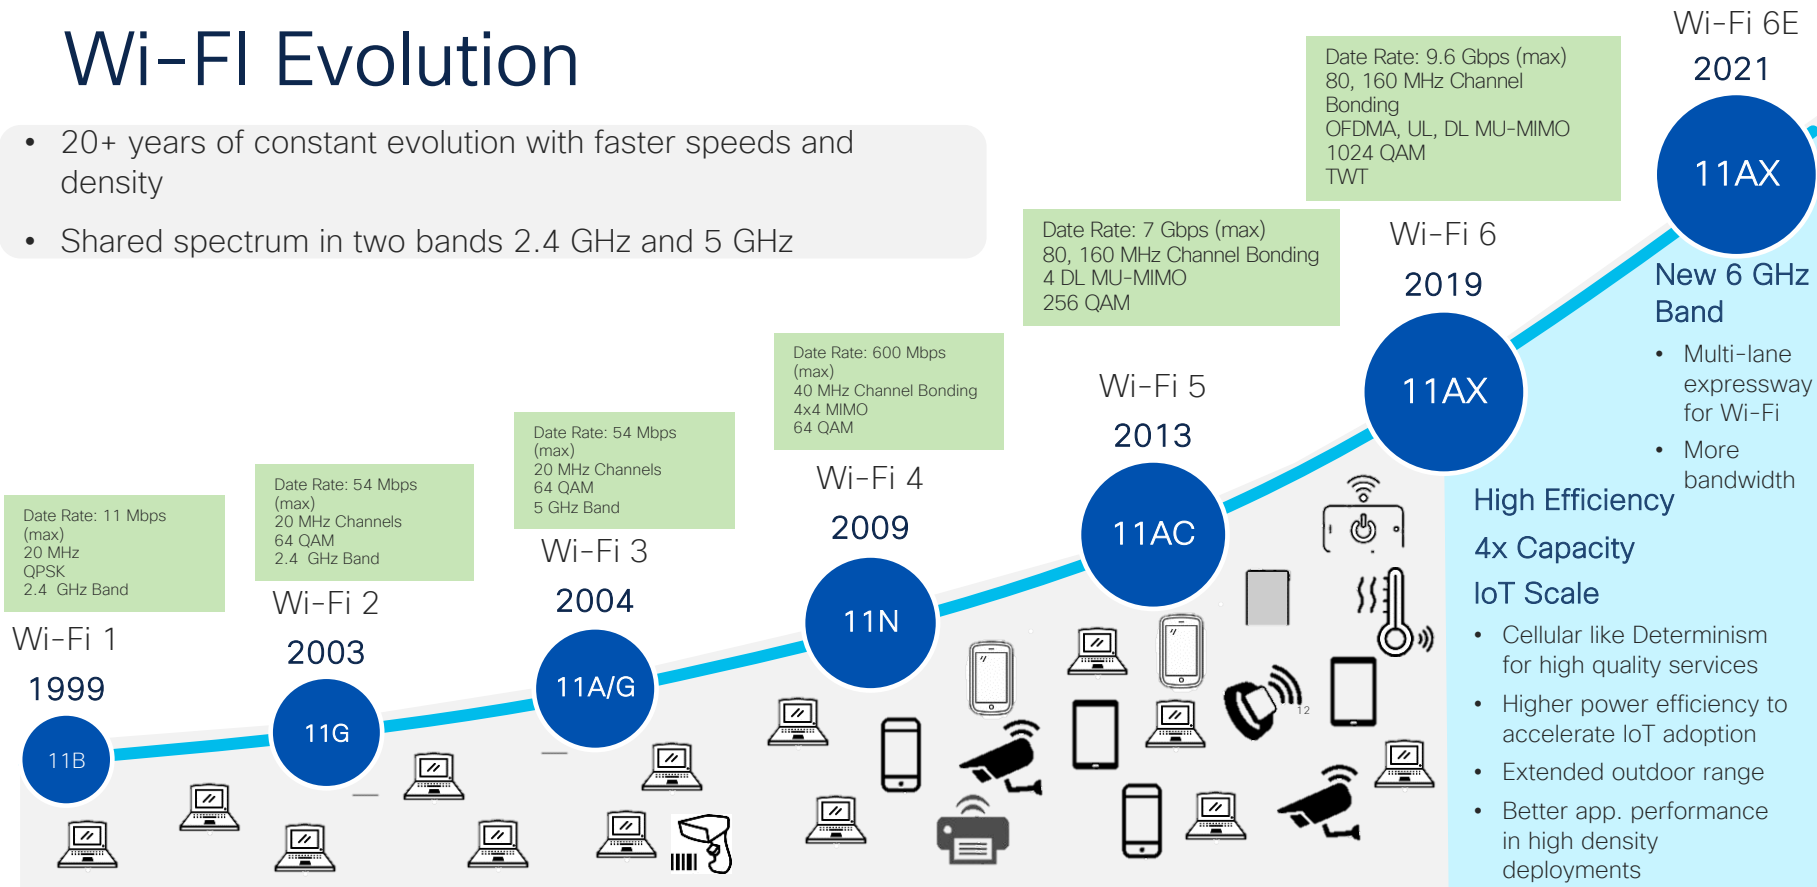 Wi-FI Evolution
• 20+ years of constant evolution with faster speeds and
density
• Shared spectrum in two bands 2.4 GHz and 5 GHz
Date Rate: 11 Mbps
(max)
20 MHz
QPSK
2.4  GHz Band
Wi-Fi 1
1999
11B
Date Rate: 54 Mbps
(max)
20 MHz Channels
64 QAM
2.4  GHz Band
Wi-Fi 2
2003
11G
Date Rate: 54 Mbps
(max)
20 MHz Channels
64 QAM
5 GHz Band
Wi-Fi 3
2004
11A/G
Date Rate: 600 Mbps
(max)
40 MHz Channel Bonding
4x4 MIMO
64 QAM
Wi-Fi 4
2009
11N
Date Rate: 7 Gbps (max)
80, 160 MHz Channel Bonding
4 DL MU-MIMO
256 QAM
Wi-Fi 5
2013
11AC
Date Rate: 9.6 Gbps (max)
80, 160 MHz Channel
Bonding
OFDMA, UL, DL MU-MIMO
1024 QAM
TWT
Wi-Fi 6
2019
11AX
High Efficiency
4x Capacity
IoT Scale
• Cellular like Determinism
for high quality services
• Higher power efficiency to
accelerate IoT adoption
• Extended outdoor range
• Better app. performance
in high density
deployments
Wi-Fi 6E
2021
11AX
New 6 GHz
Band
• Multi-lane
expressway
for Wi-Fi
• More
bandwidth
12